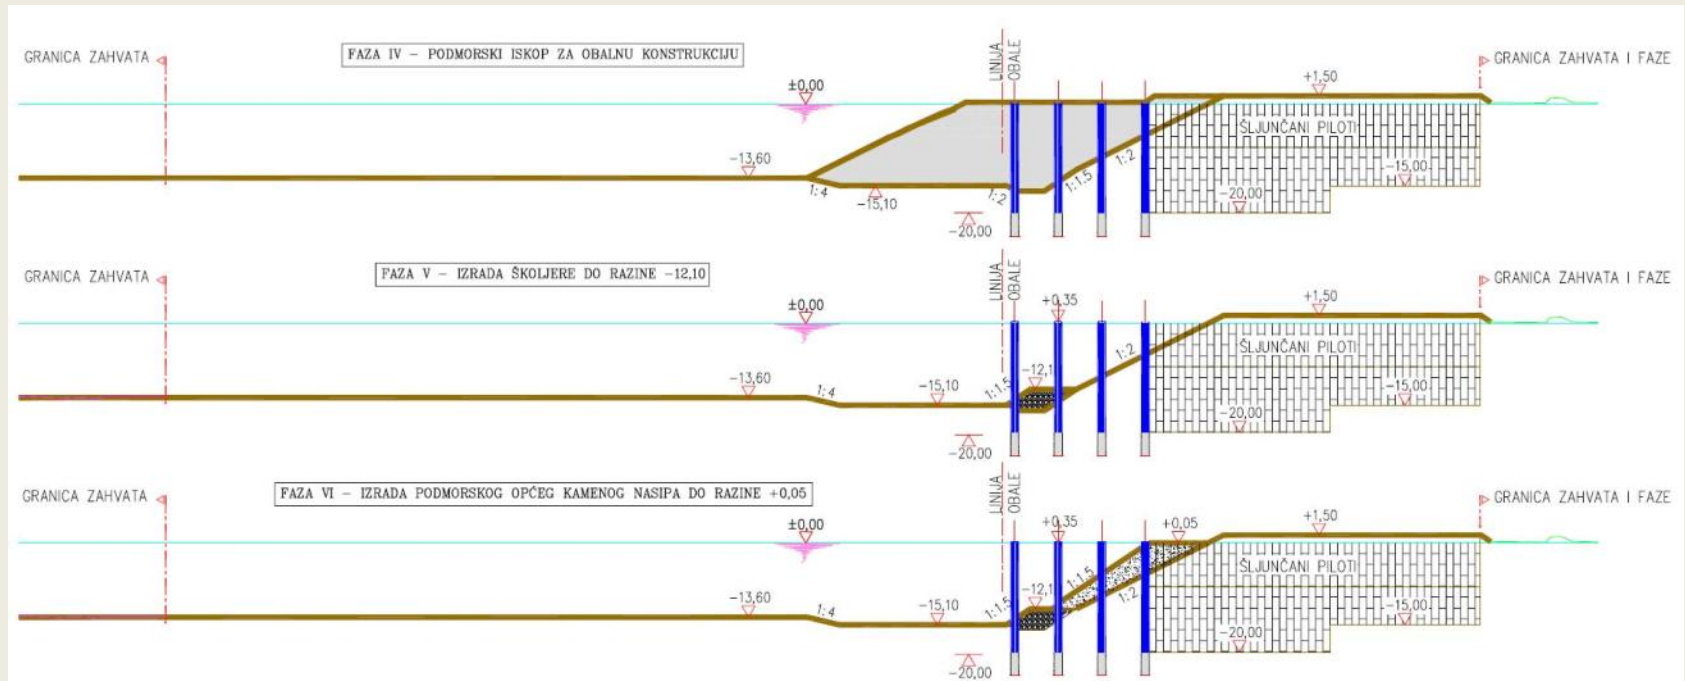 GRANICA ZAHVATA
FAZA IV – PODMORSKI ISKOP ZA OBALNU KONSTRUKCIJU
LINIJA
OBALE
GRANICA ZAHVATA I FAZE
±0,00
+1,50
ŠLJUNČANI PILOTI
-13,60
1:4
-15,10
1:2
1:1.5
1:2
-15,00
-20,00
-20,00
GRANICA ZAHVATA
FAZA V – IZRADA ŠKOLJERE DO RAZINE -12,10
LINIJA
OBALE
GRANICA ZAHVATA I FAZE
±0,00
+0,35
+1,50
ŠLJUNČANI PILOTI
-13,60
1:4
-15,10
1:1.5
-12,1
1:2
-15,00
-20,00
-20,00
GRANICA ZAHVATA
FAZA VI – IZRADA PODMORSKOG OPĆEG KAMENOG NASIPA DO RAZINE +0,05
LINIJA
OBALE
GRANICA ZAHVATA I FAZE
±0,00
+0,35
+0,05
+1,50
ŠLJUNČANI PILOTI
-13,60
1:4
-15,10
1:1.5
-12,1
1:1.5
1:2
-15,00
-20,00
-20,00